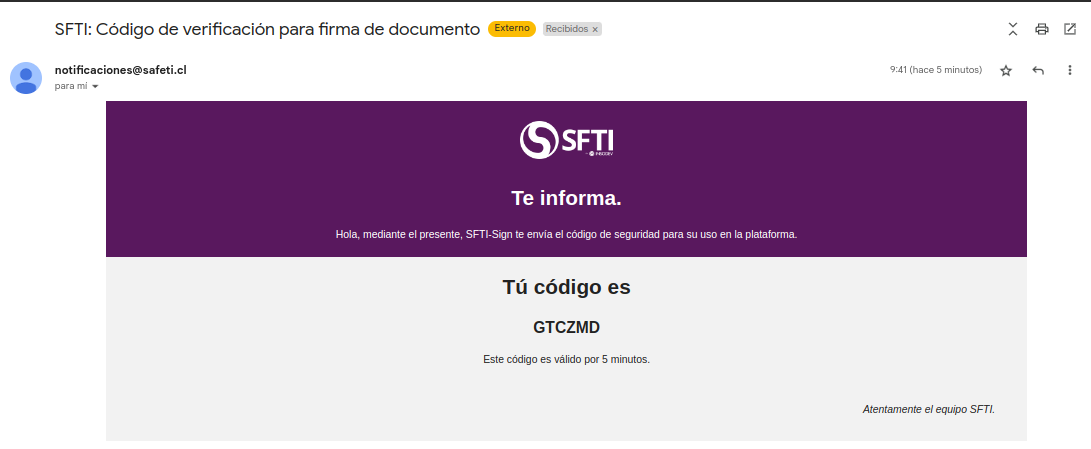 SFTI: Código de verificación para firma de documento Externo Recibidos ×
notificaciones@safeti.cl 9:41 (hace 5 minutos)
para mí
SFTI
Te informa.
Hola, mediante el presente, SFTI-Sign te envía el código de seguridad para su uso en la plataforma.
Tú código es
GTCZMD
Este código es válido por 5 minutos.
Atentamente el equipo SFTI.